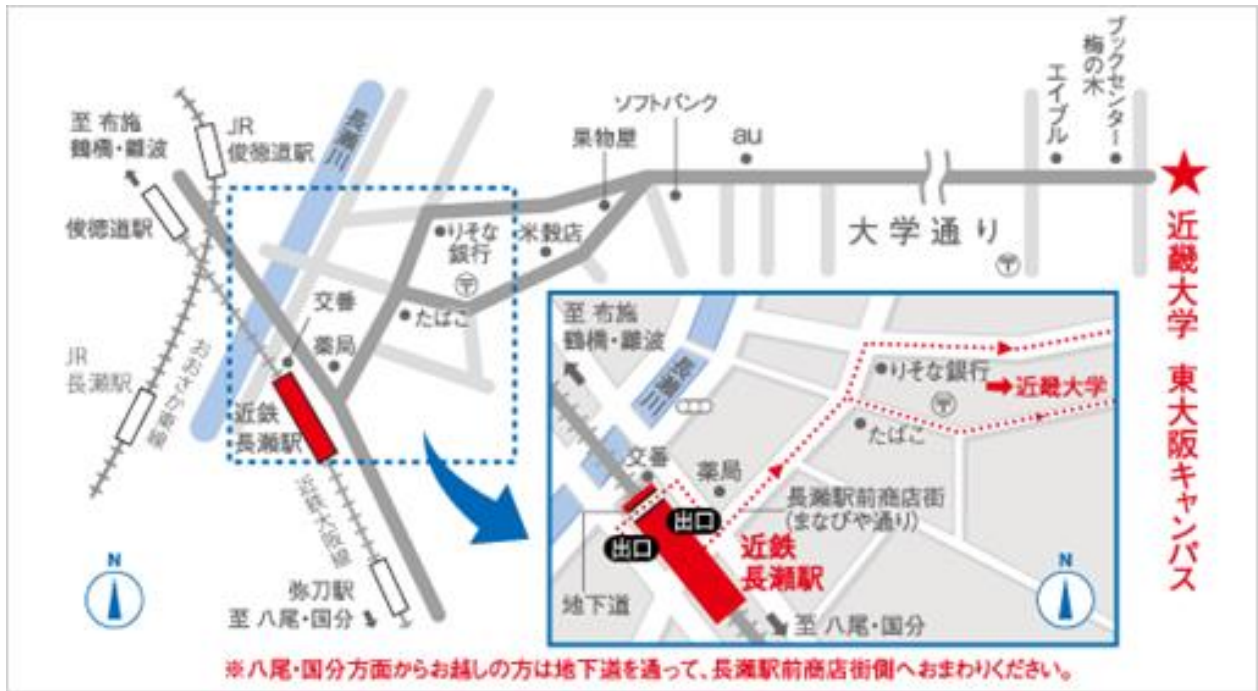 至 布施
鶴橋・難波
JR
俊徳道駅
長瀬川
俊徳道駅
JR
長瀬駅
おおさか東線
交番
薬局
近鉄
長瀬駅
近鉄大阪線
弥刀駅
至 八尾・国分
N
りそな
銀行
〒
たばこ
米穀店
果物屋
ソフトバンク
au
エイブル
ブックセンター
梅の木
大学通り
〒
★
近畿大学 東大阪キャンパス
至 布施
鶴橋・難波
長瀬川
りそな銀行
〒
近畿大学
たばこ
交番
薬局
長瀬駅前商店街
(まなびや通り)
出口
出口
近鉄
長瀬駅
地下道
至 八尾・国分
N
※八尾・国分方面からお越しの方は地下道を通って、長瀬駅前商店街側へおまわりください。